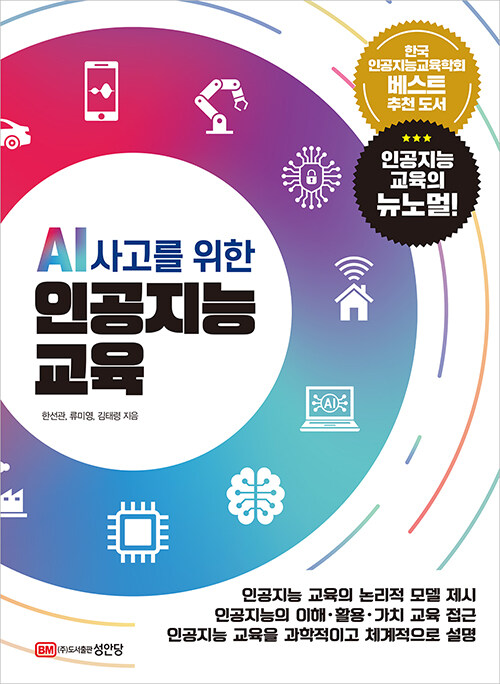 한국
인공지능교육학회
베스트
추천 도서
인공지능
교육의
뉴노멀!
AI 사고를 위한
인공지능
교육
한선관, 류미영, 김태령 지음
AI
인공지능 교육의 논리적 모델 제시
인공지능의 이해·활용·가치 교육 접근
인공지능 교육을 과학적이고 체계적으로 설명
BM (주)도서출판 성안당